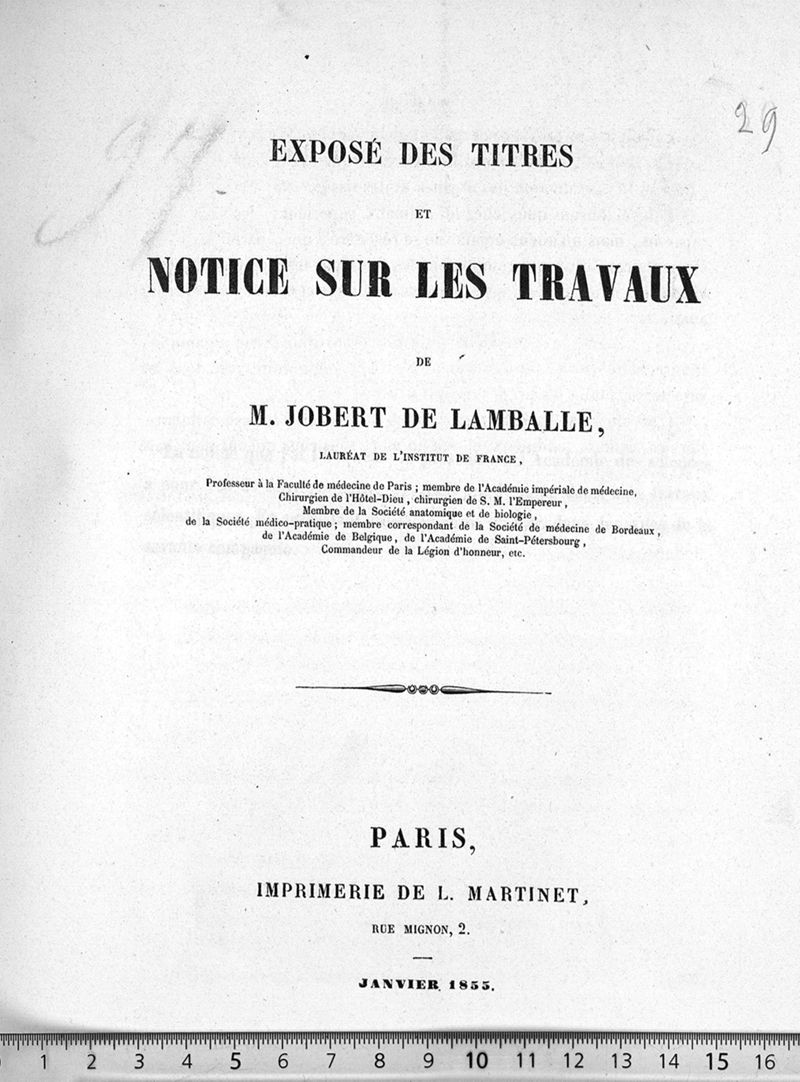 97
29
EXPOSÉ DES TITRES
ET
NOTICE SUR LES TRAVAUX
DE
M. JOBERT DE LAMBALLE,
LAURÉAT DE L'INSTITUT DE FRANCE,
Professeur à la Faculté de médecine de Paris ; membre de l'Académie impériale de médecine,
Chirurgien de l'Hôtel-Dieu , chirurgien de S. M. l'Empereur ,
Membre de la Société anatomique et de biologie,
de la Société médico-pratique ; membre correspondant de la Société de médecine de Bordeaux ,
de l'Académie de Belgique , de l'Académie de Saint-Pétersbourg ,
Commandeur de la Légion d'honneur, etc.
PARIS,
IMPRIMERIE DE L. MARTINET,
RUE MIGNON, 2.
JANVIER 1855.
1 2 3 4 5 6 7 8 9 10 11 12 13 14 15 16